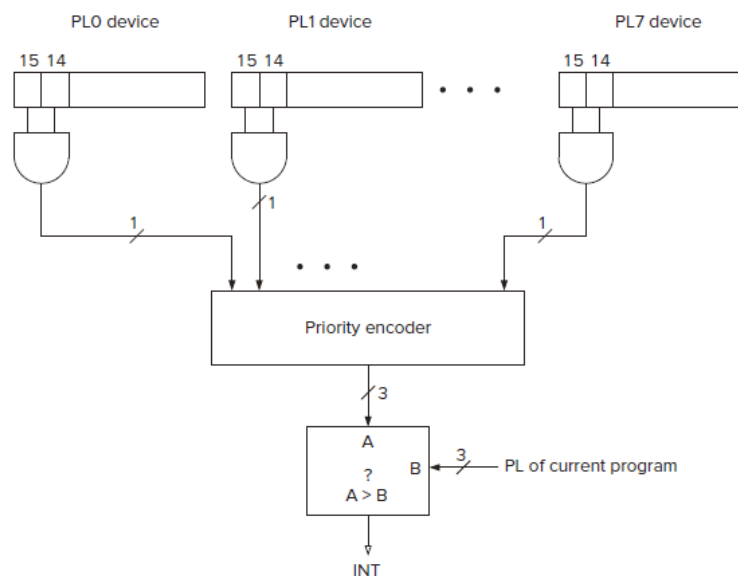 PL0 device PL1 device PL7 device
15 14 15 14 15 14
1 1 1
Priority encoder
3
A
B 3 PL of current program
?
A > B
INT